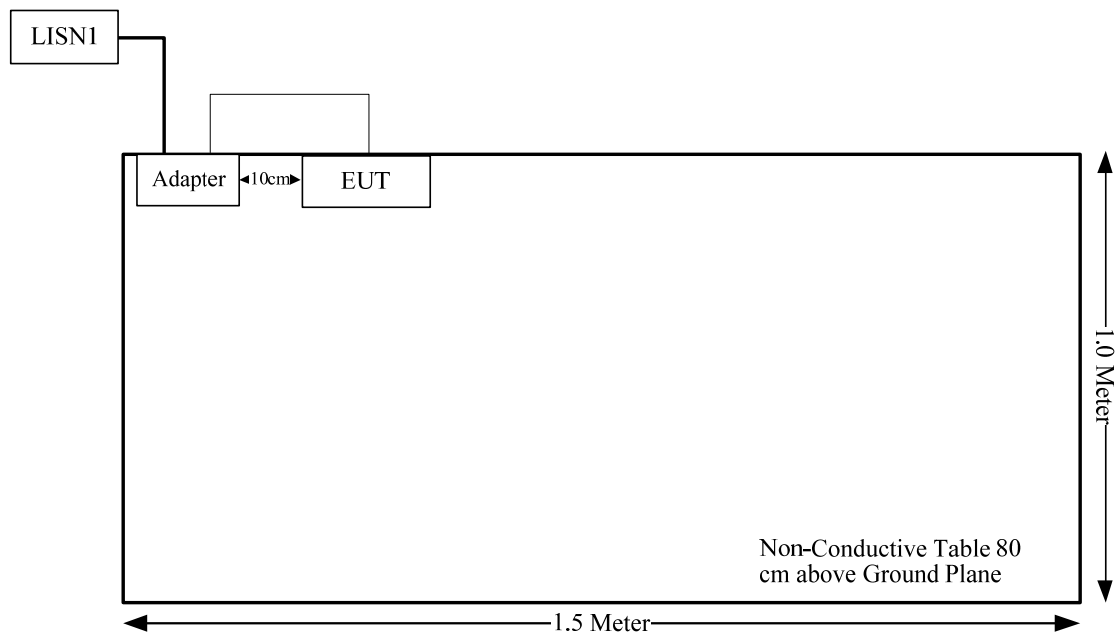 LISN1
Adapter
10cm
EUT
1.0 Meter
Non-Conductive Table 80
cm above Ground Plane
1.5 Meter